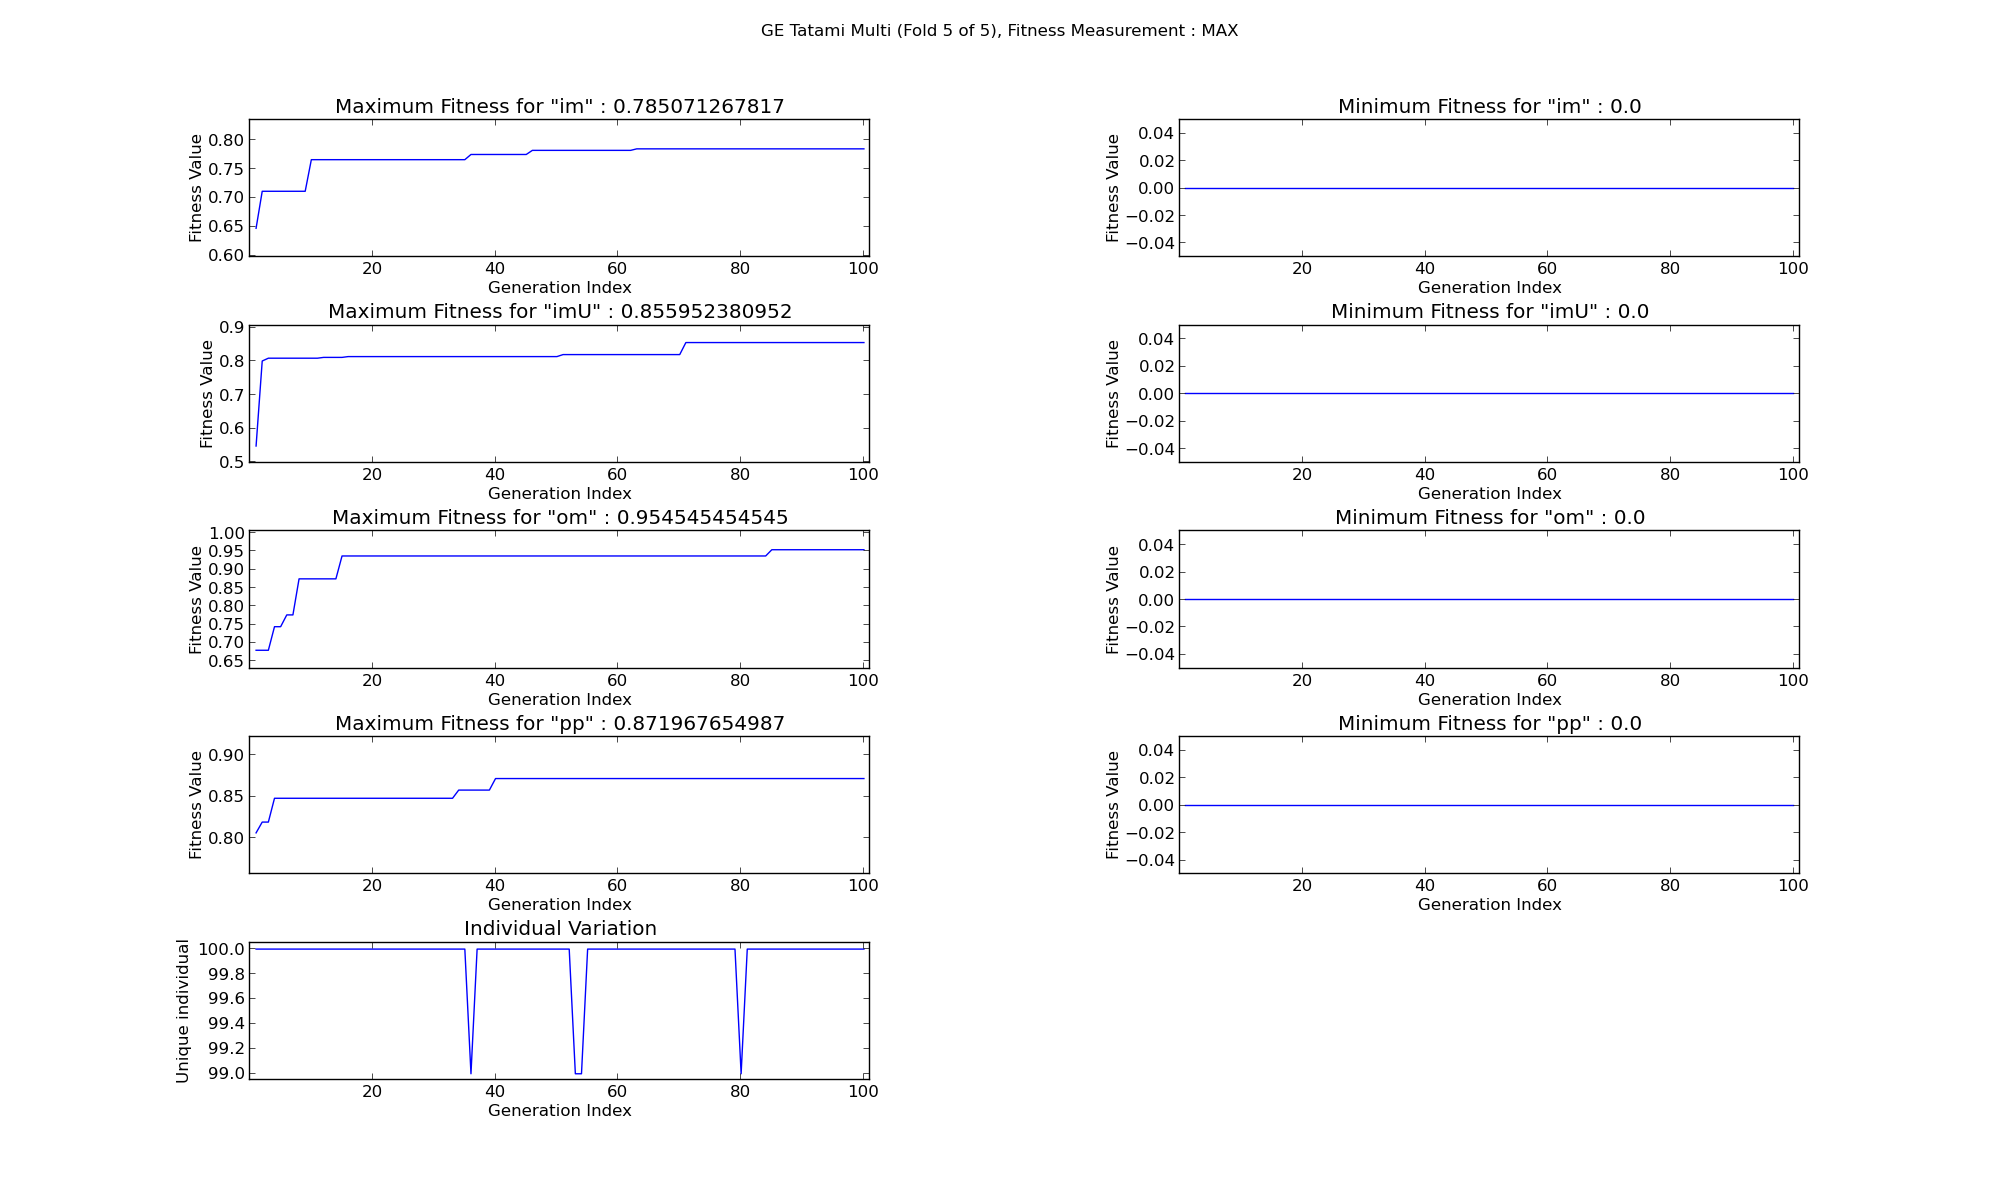 GE Tatami Multi (Fold 5 of 5), Fitness Measurement : MAX
Maximum Fitness for "im" : 0.785071267817
Fitness Value
0.80
0.75
0.70
0.65
0.60
20 40 60 80 100
Generation Index
Minimum Fitness for "im" : 0.0
Fitness Value
0.04
0.02
0.00
−0.02
−0.04
20 40 60 80 100
Generation Index
Maximum Fitness for "imU" : 0.855952380952
Fitness Value
0.9
0.8
0.7
0.6
0.5
20 40 60 80 100
Generation Index
Minimum Fitness for "imU" : 0.0
Fitness Value
0.04
0.02
0.00
−0.02
−0.04
20 40 60 80 100
Generation Index
Maximum Fitness for "om" : 0.954545454545
Fitness Value
1.00
0.95
0.90
0.85
0.80
0.75
0.70
0.65
20 40 60 80 100
Generation Index
Minimum Fitness for "om" : 0.0
Fitness Value
0.04
0.02
0.00
−0.02
−0.04
20 40 60 80 100
Generation Index
Maximum Fitness for "pp" : 0.871967654987
Fitness Value
0.90
0.85
0.80
20 40 60 80 100
Generation Index
Minimum Fitness for "pp" : 0.0
Fitness Value
0.04
0.02
0.00
−0.02
−0.04
20 40 60 80 100
Generation Index
Individual Variation
Unique individual
100.0
99.8
99.6
99.4
99.2
99.0
20 40 60 80 100
Generation Index